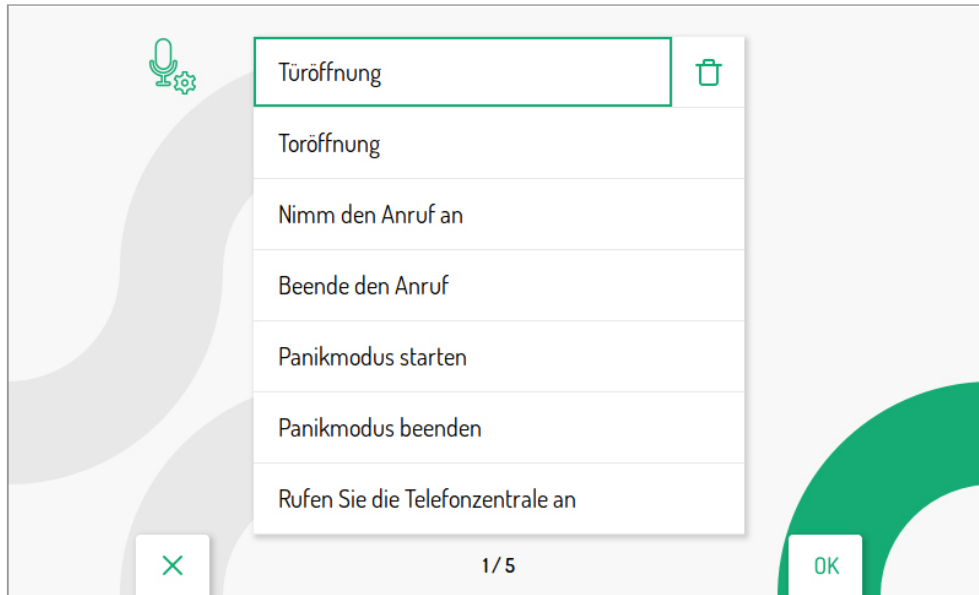 Türöffnung
Toröffnung
Nimm den Anruf an
Beende den Anruf
Panikmodus starten
Panikmodus beenden
Rufen Sie die Telefonzentrale an
1/5
OK